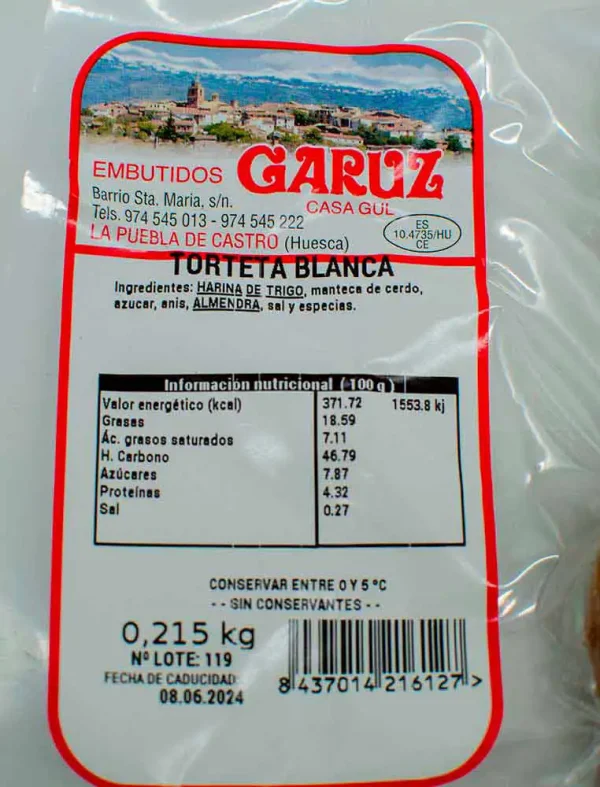 EMBUTIDOS GARUZ
Barrio Sta. Maria, s/n.
CASA GUL
Tels. 974 545 013 - 974 545 222
LA PUEBLA DE CASTRO (Huesca)
ES
10.4735/HU
CE
TORTETA BLANCA
Ingredientes: HARINA DE TRIGO, manteca de cerdo,
azucar, anis, ALMENDRA, sal y especias.
Información nutricional (100 g)
Valor energético (kcal) 371.72 1553.8 kj
Grasas 18.59
Ác. grasos saturados 7.11
H. Carbono 46.79
Azúcares 7.87
Proteínas 4.32
Sal 0.27
CONSERVAR ENTRE 0 Y 5 ºC
-- SIN CONSERVANTES --
0,215 kg
Nº LOTE: 119
FECHA DE CADUCIDAD:
08.06.2024
8 437014 216127 >